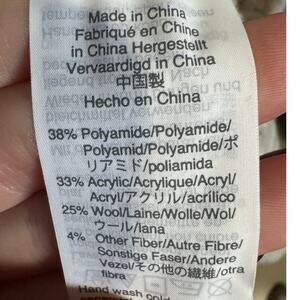 Made in China
Fabriqué en Chine
in China Hergestellt
Vervaardigd in China
中国製
Hecho en China
38% Polyamide/Polyamide/
Polyamid/Polyamide/ポ
リアミド/poliamida
33% Acrylic/Acrylique/Acryl/
Acryl/アクリル/acrílico
25% Wool/Laine/Wolle/Wol/
ウール/lana
4% Other Fiber/Autre Fibre/
Sonstige Faser/Andere
Vezel/その他の繊維/otra
fibra
Hand wash cold